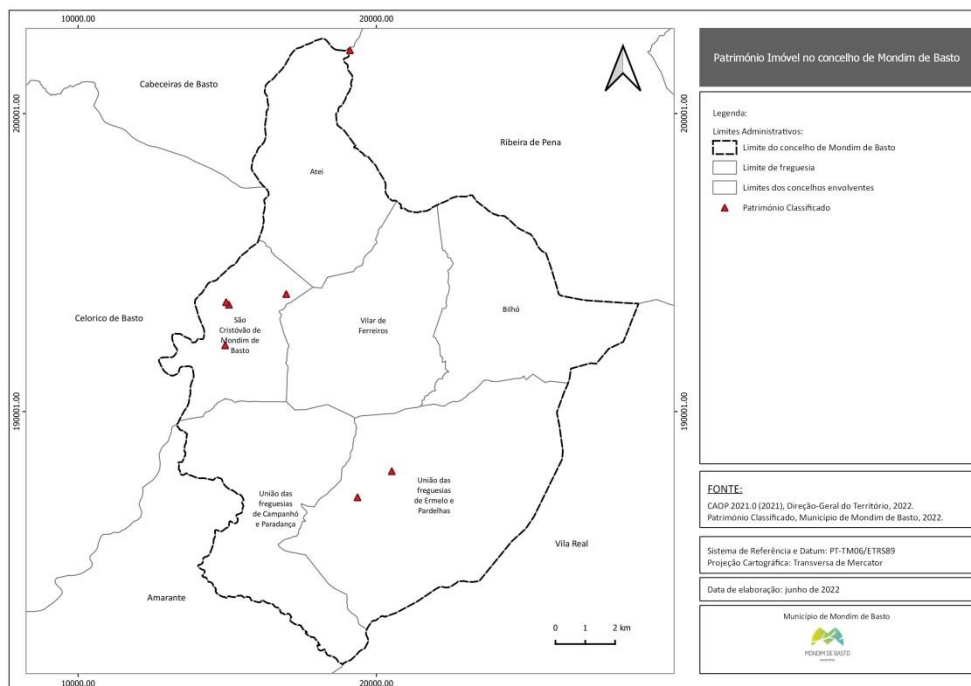 10000.00
20000.00
200001.00
200001.00
190001.00
190001.00
Cabeceiras de Basto
Ribeira de Pena
Atei
Celorico de Basto
São
Cristóvão de
Mondim de
Basto
Vilar de
Ferreiros
Bilhó
União das
freguesias
de Campanhó
e Paradança
União das
freguesias
de Ermelo e
Pardelhas
Vila Real
Amarante
0 1 2 km
10000.00
20000.00
Património Imóvel no concelho de Mondim de Basto
Legenda:
Limites Administrativos:
Limite do concelho de Mondim de Basto
Limite de freguesia
Limites dos concelhos envolventes
Património Classificado
FONTE:
CAOP 2021.0 (2021), Direção-Geral do Território, 2022.
Património Classificado, Município de Mondim de Basto, 2022.
Sistema de Referência e Datum: PT-TM06/ETRS89
Projeção Cartográfica: Transversa de Mercator
Data de elaboração: junho de 2022
Município de Mondim de Basto
MONDIM DE BASTO